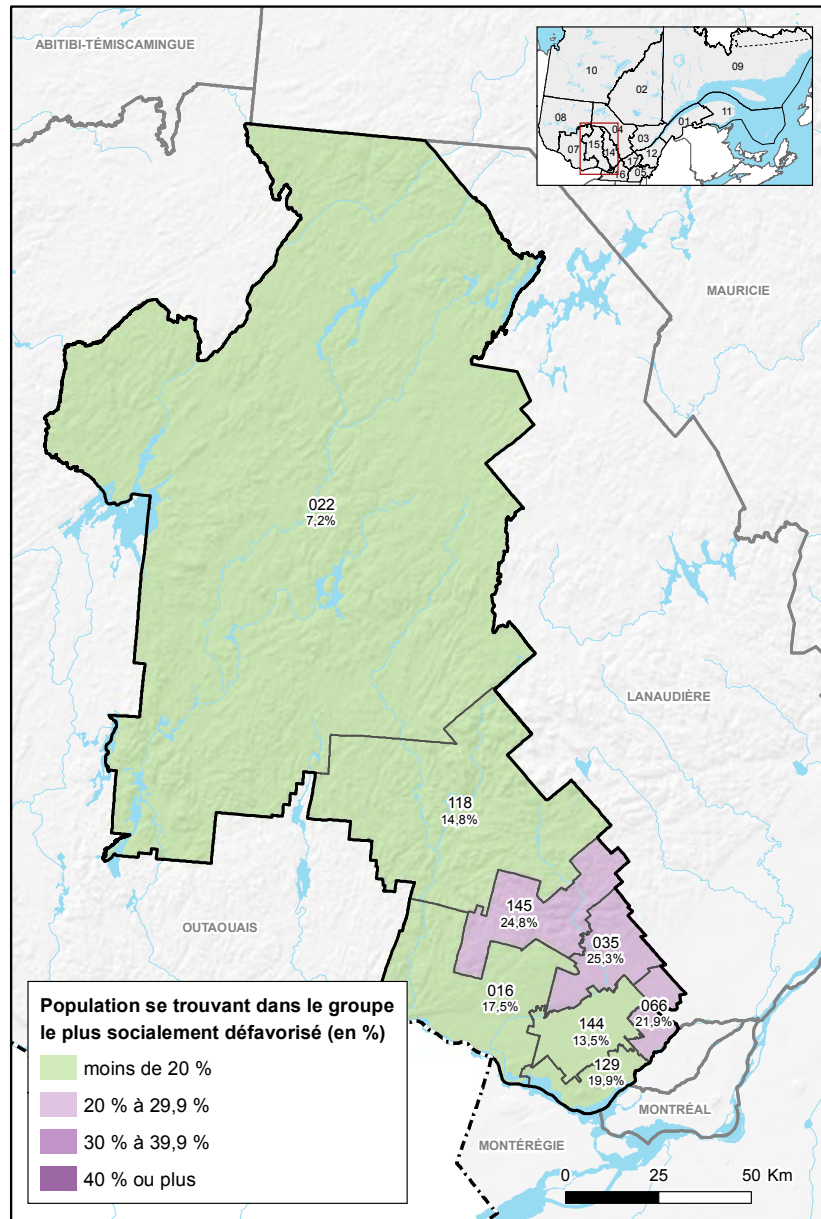 ABITIBI-TÉMISCAMINGUE
10
02
09
08
04
03
01
11
07
15
14
12
17
05
MAURICIE
022
7,2%
LANAUDIÈRE
118
14,8%
OUTAOUAIS
145
24,8%
035
25,3%
016
17,5%
066
21,9%
144
13,5%
129
19,9%
MONTRÉAL
MONTÉRÉGIE
Population se trouvant dans le groupe
le plus socialement défavorisé (en %)
moins de 20 %
20 % à 29,9 %
30 % à 39,9 %
40 % ou plus
0 25 50 Km